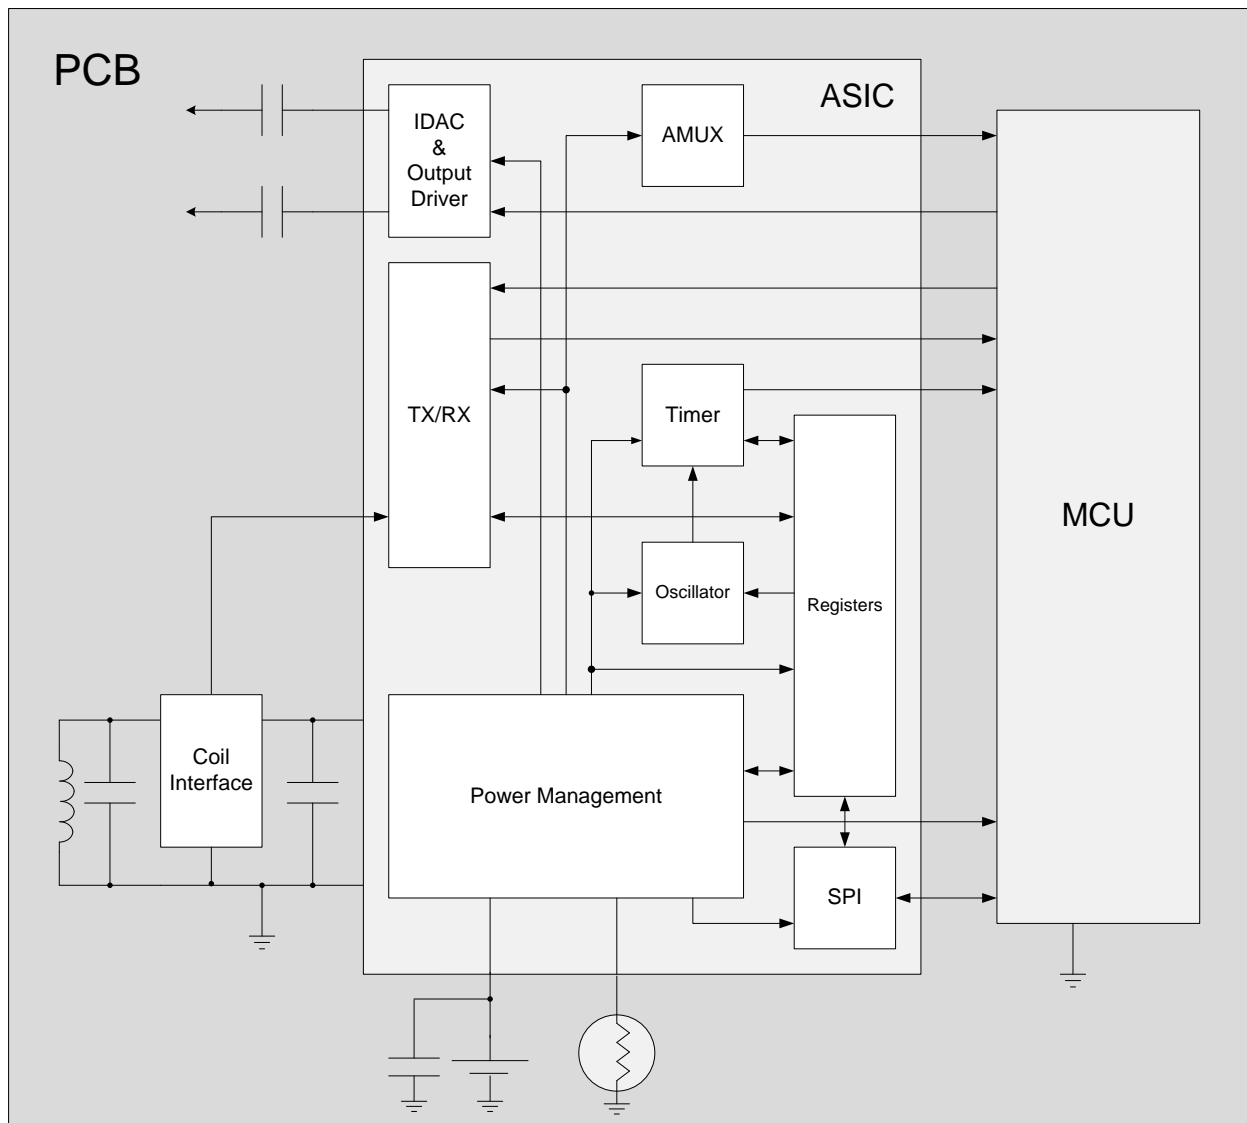 PCB
ASIC
IDAC
&
Output
Driver
AMUX
TX/RX
Timer
MCU
Oscillator
Registers
Coil
Interface
Power Management
SPI